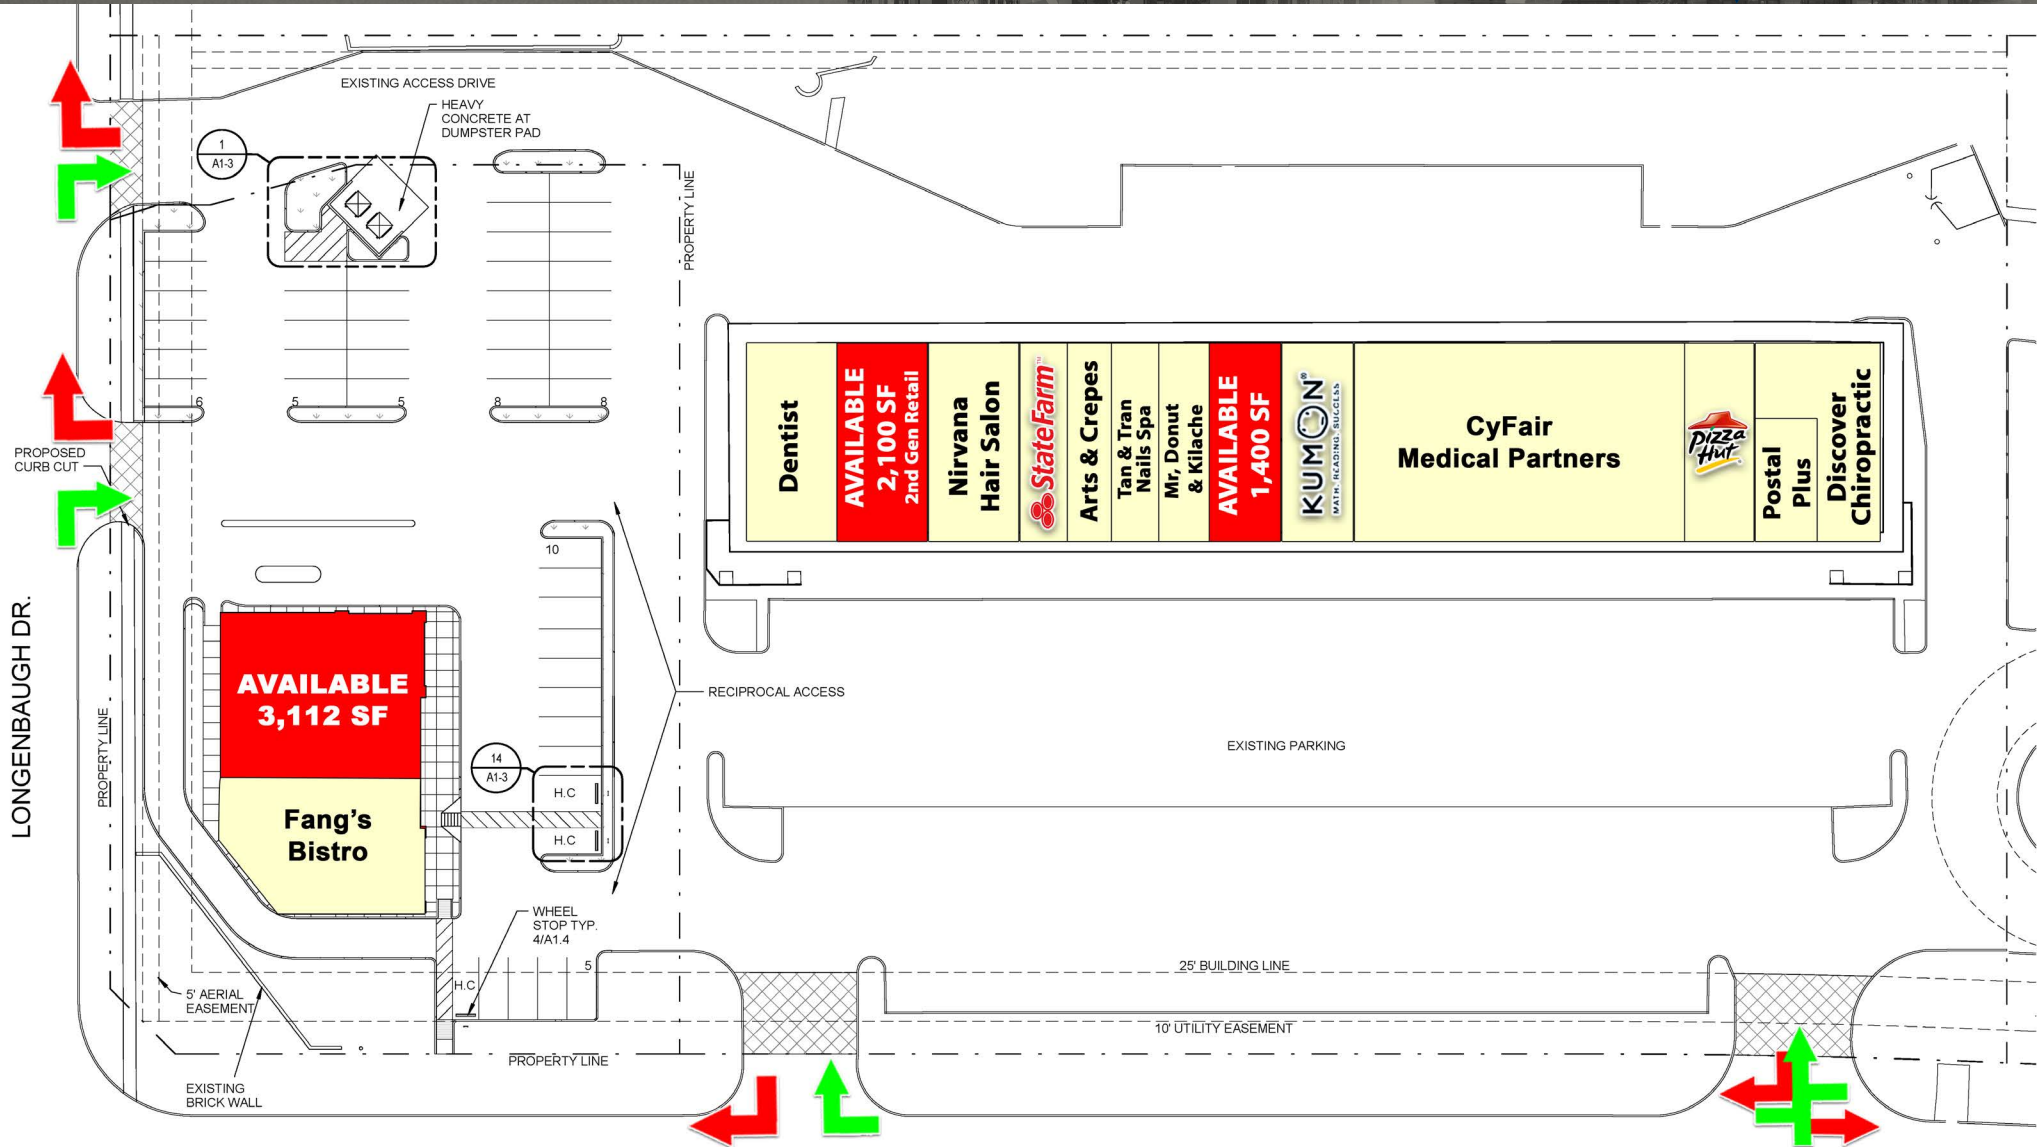 EXISTING ACCESS DRIVE
HEAVY
CONCRETE AT
DUMPSTER PAD
1
A1-3
PROPERTY LINE
6
5
5
8
8
PROPOSED
CURB CUT
10
LONGENBAUGH DR.
PROPERTY LINE
AVAILABLE
3,112 SF
Fang's
Bistro
14
A1-3
H.C
H.C
RECIPROCAL ACCESS
WHEEL
STOP TYP.
4/A1.4
5
H.C
5' AERIAL
EASEMENT
EXISTING
BRICK WALL
PROPERTY LINE
Dentist
AVAILABLE
2,100 SF
2nd Gen Retail
Nirvana
Hair Salon
StateFarm™
Arts & Crepes
Tan & Tran
Nails Spa
Mr, Donut
& Kilache
AVAILABLE
1,400 SF
KUMON®
MATH. READING. SUCCESS
CyFair
Medical Partners
Pizza
Hut
Postal
Plus
Discover
Chiropractic
EXISTING PARKING
25' BUILDING LINE
10' UTILITY EASEMENT